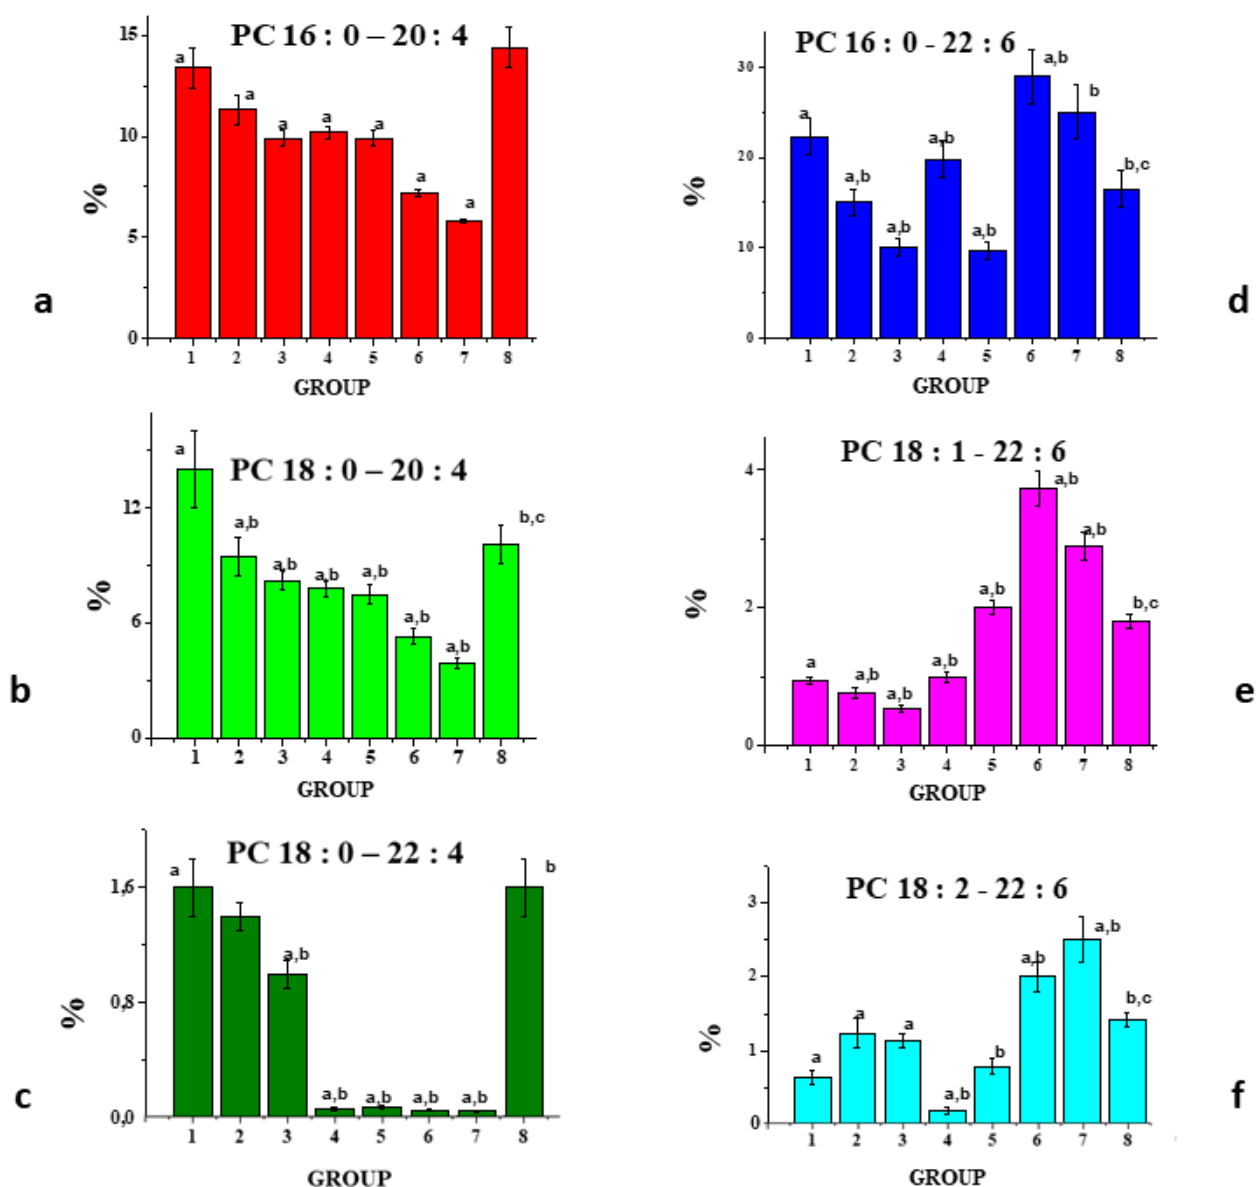 PC 16 : 0 – 20 : 4
15
10
5
0
%
a
a
a
a
a
a
a
1 2 3 4 5 6 7 8
GROUP
a
PC 16 : 0 - 22 : 6
30
20
10
0
%
a
a,b
a,b
a,b
a,b
a,b
b
b,c
1 2 3 4 5 6 7 8
GROUP
d
PC 18 : 0 – 20 : 4
12
6
0
%
a
a,b
a,b
a,b
a,b
a,b
a,b
b,c
1 2 3 4 5 6 7 8
GROUP
b
PC 18 : 1 - 22 : 6
4
2
0
%
a
a,b
a,b
a,b
a,b
a,b
a,b
b,c
1 2 3 4 5 6 7 8
GROUP
e
PC 18 : 0 – 22 : 4
1,6
0,8
0,0
%
a
a,b
a,b
a,b
a,b
a,b
b
1 2 3 4 5 6 7 8
GROUP
c
PC 18 : 2 - 22 : 6
3
2
1
0
%
a
a
a
a,b
b
a,b
a,b
b,c
1 2 3 4 5 6 7 8
GROUP
f